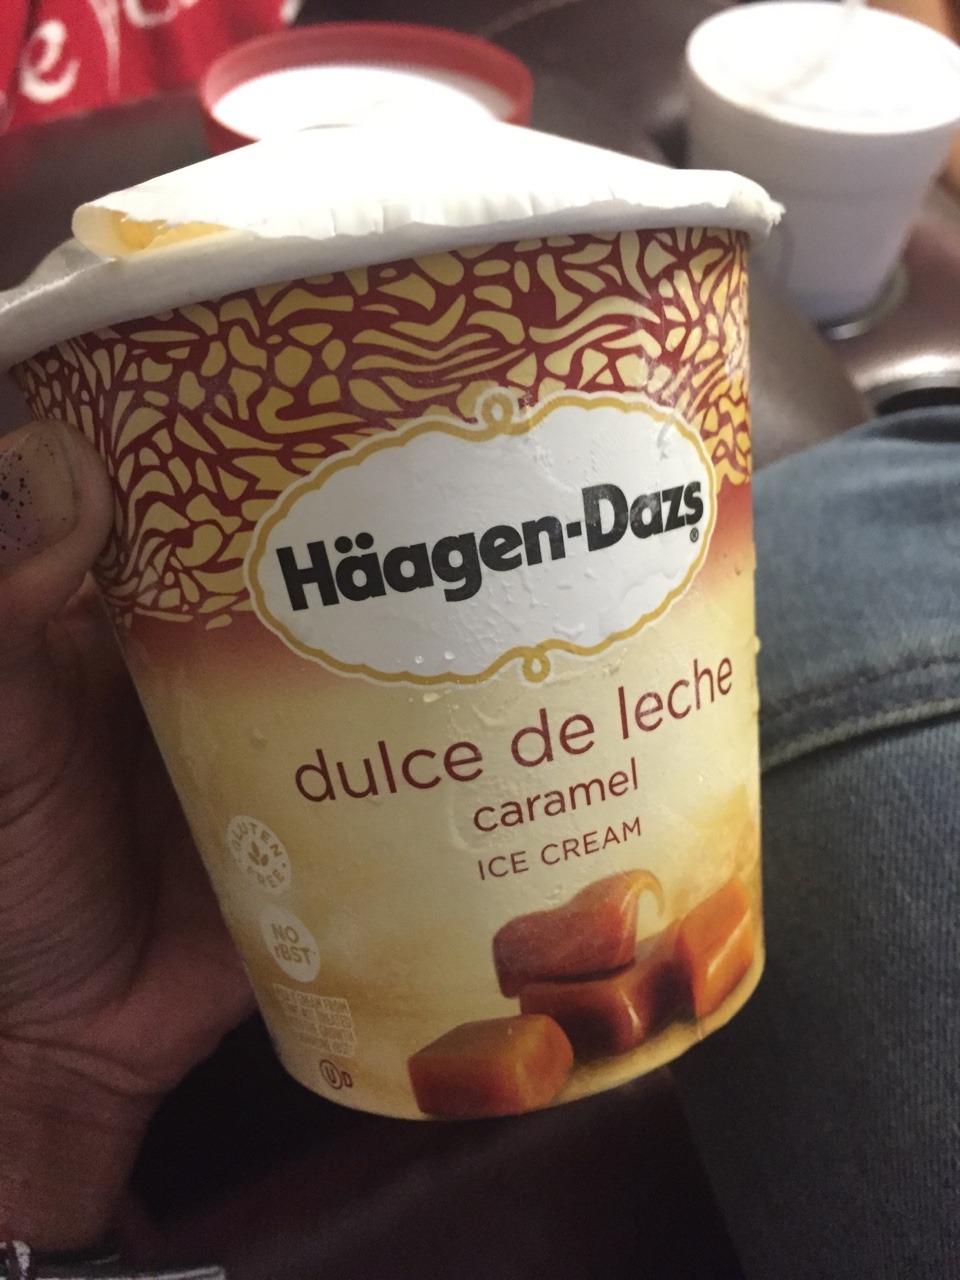 Häagen-Dazs®
dulce de leche
caramel
ICE CREAM
GLUTEN·
FREE·
NO
rBST*
U D